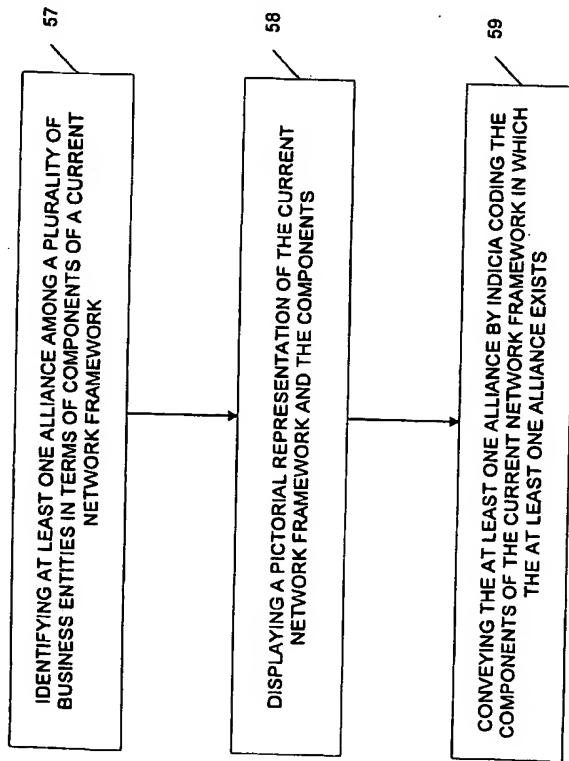 57
IDENTIFYING AT LEAST ONE ALLIANCE AMONG A PLURALITY OF
BUSINESS ENTITIES IN TERMS OF COMPONENTS OF A CURRENT
NETWORK FRAMEWORK
58
DISPLAYING A PICTORIAL REPRESENTATION OF THE CURRENT
NETWORK FRAMEWORK AND THE COMPONENTS
59
CONVEYING THE AT LEAST ONE ALLIANCE BY INDICIA CODING THE
COMPONENTS OF THE CURRENT NETWORK FRAMEWORK IN WHICH
THE AT LEAST ONE ALLIANCE EXISTS